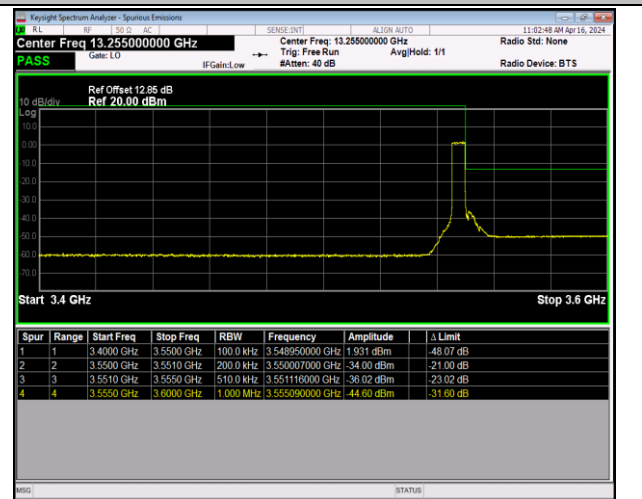 Keysight Spectrum Analyzer - Spurious Emissions
RL RF 50 Ω AC SENSE:INT ALIGN AUTO 11:02:48 AM Apr 16, 2024
Center Freq 13.255000000 GHz Center Freq: 13.255000000 GHz Radio Std: None
Gate: LO Trig: Free Run Avg|Hold: 1/1
PASS IFGain:Low #Atten: 40 dB Radio Device: BTS
Ref Offset 12.85 dB
10 dB/div Ref 20.00 dBm
Log
10.0
0.00
-10.0
-20.0
-30.0
-40.0
-50.0
-60.0
-70.0
Start 3.4 GHz Stop 3.6 GHz
Spur Range Start Freq Stop Freq RBW Frequency Amplitude Δ Limit
1 1 3.4000 GHz 3.5500 GHz 100.0 kHz 3.548950000 GHz 1.931 dBm -48.07 dB
2 2 3.5500 GHz 3.5510 GHz 200.0 kHz 3.550007000 GHz -34.00 dBm -21.00 dB
3 3 3.5510 GHz 3.5550 GHz 510.0 kHz 3.551116000 GHz -36.02 dBm -23.02 dB
4 4 3.5550 GHz 3.6000 GHz 1.000 MHz 3.555090000 GHz -44.60 dBm -31.60 dB
MSG STATUS